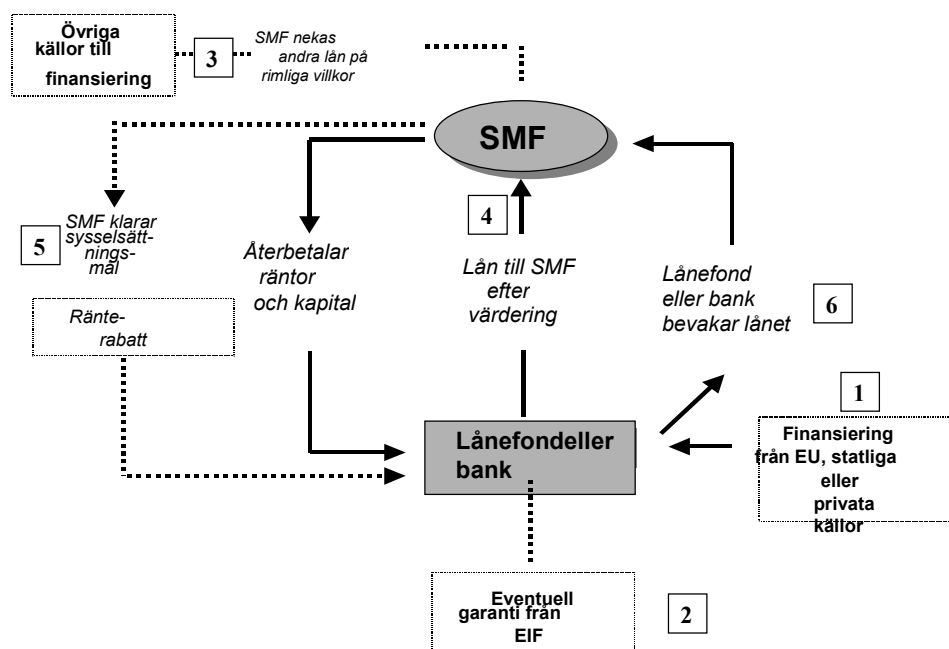 Övriga
källor till
finansiering
3
SMF nekas
andra lån på
rimliga villkor
SMF
4
5
SMF klarar
sysselsätt-
nings-
mål
Återbetalar
räntor
och kapital
Lån till SMF
efter
värdering
Lånefond
eller bank
bevakar lånet
6
Ränte-
rabatt
1
Lånefondeller
bank
Finansiering
från EU, statliga
eller
privata
källor
Eventuell
garanti från
EIF
2